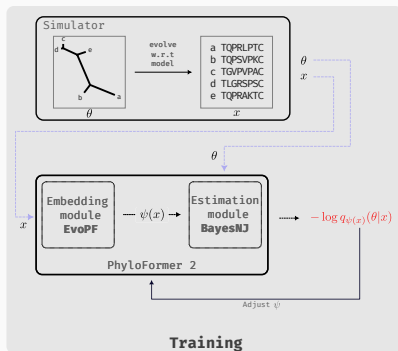 Simulator
c
d
e
b
a
θ
evolve
w.r.t
model
a TQPRLPTC
b TQPSVPKC
c TGVPVPAC
d TLGRSPSC
e TQPRAKTC
x
θ
x
θ
x
Embedding
module
EvoPF
ψ(x)
Estimation
module
BayesNJ
− log qψ(x)(θ|x)
PhyloFormer 2
Adjust ψ
Training